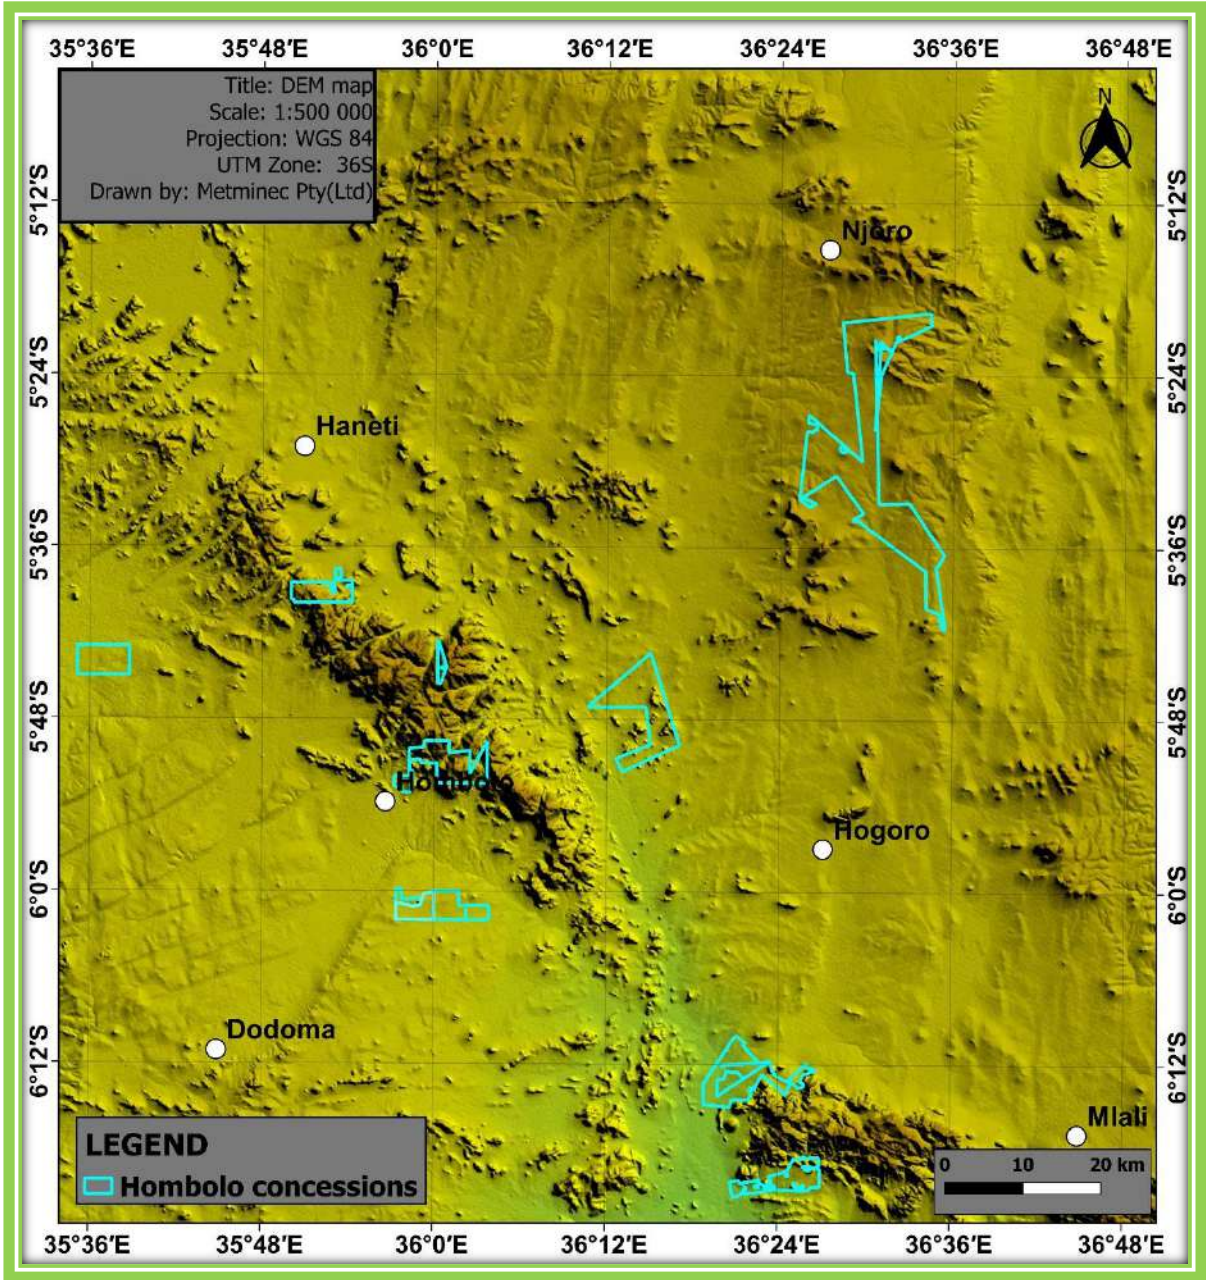 35°36'E 35°48'E 36°0'E 36°12'E 36°24'E 36°36'E 36°48'E
Title: DEM map
Scale: 1:500 000
Projection: WGS 84
UTM Zone: 36S
Drawn by: Metminec Pty(Ltd)
N
5°12'S 5°12'S
Njoro
5°24'S 5°24'S
Haneti
5°36'S 5°36'S
5°48'S 5°48'S
Hombolo
Hogoro
6°0'S 6°0'S
Dodoma
6°12'S 6°12'S
Mlali
LEGEND
Hombolo concessions
0 10 20 km
35°36'E 35°48'E 36°0'E 36°12'E 36°24'E 36°36'E 36°48'E